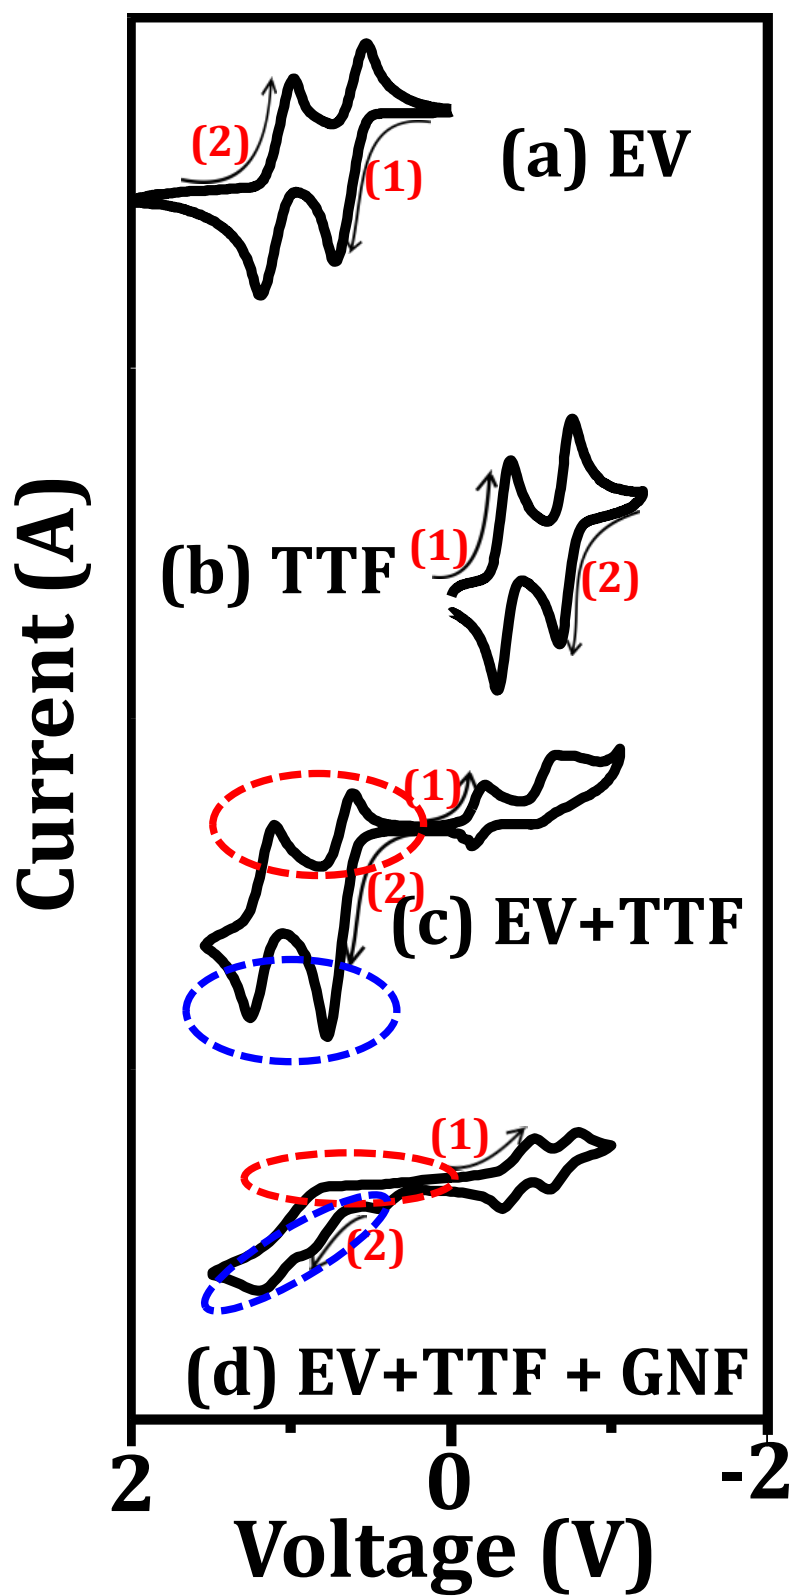 (2)
(1)
(a) EV
(1)
(b) TTF
(2)
(1)
(2)
(c) EV+TTF
(1)
(2)
(d) EV+TTF + GNF
Current (A)
2 0 -2
Voltage (V)